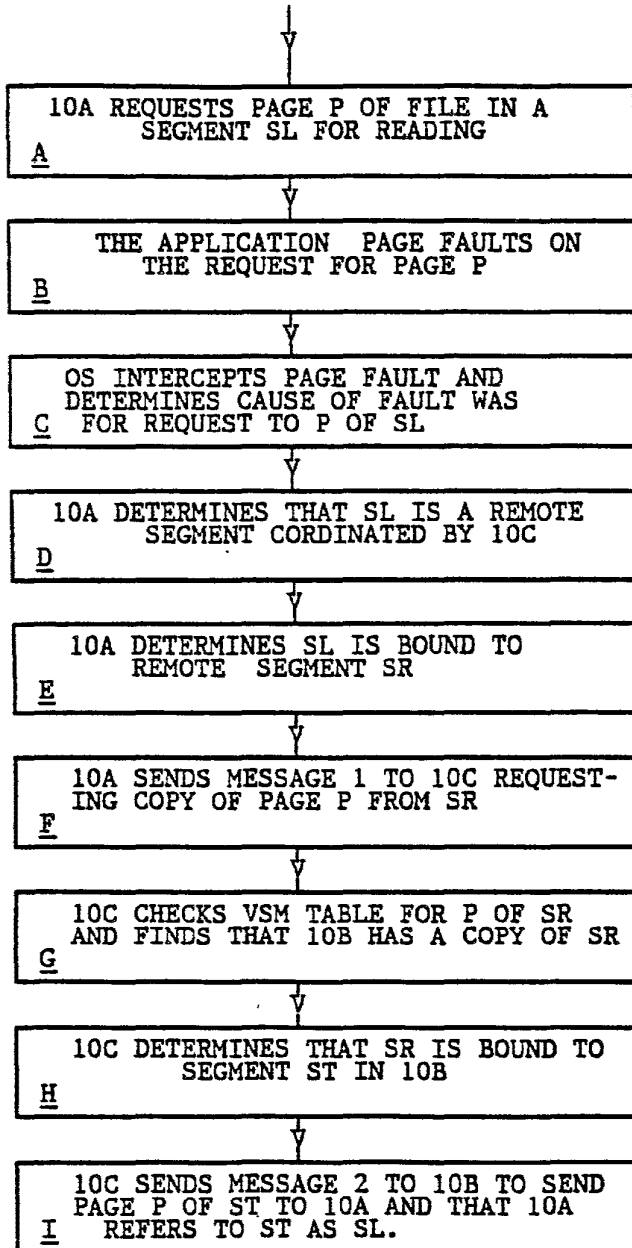 10A REQUESTS PAGE P OF FILE IN A
SEGMENT SL FOR READING
A
THE APPLICATION PAGE FAULTS ON
THE REQUEST FOR PAGE P
B
OS INTERCEPTS PAGE FAULT AND
DETERMINES CAUSE OF FAULT WAS
FOR REQUEST TO P OF SL
C
10A DETERMINES THAT SL IS A REMOTE
SEGMENT CORDINATED BY 10C
D
10A DETERMINES SL IS BOUND TO
REMOTE SEGMENT SR
E
10A SENDS MESSAGE 1 TO 10C REQUEST-
ING COPY OF PAGE P FROM SR
F
10C CHECKS VSM TABLE FOR P OF SR
AND FINDS THAT 10B HAS A COPY OF SR
G
10C DETERMINES THAT SR IS BOUND TO
SEGMENT ST IN 10B
H
10C SENDS MESSAGE 2 TO 10B TO SEND
PAGE P OF ST TO 10A AND THAT 10A
REFERS TO ST AS SL.
I